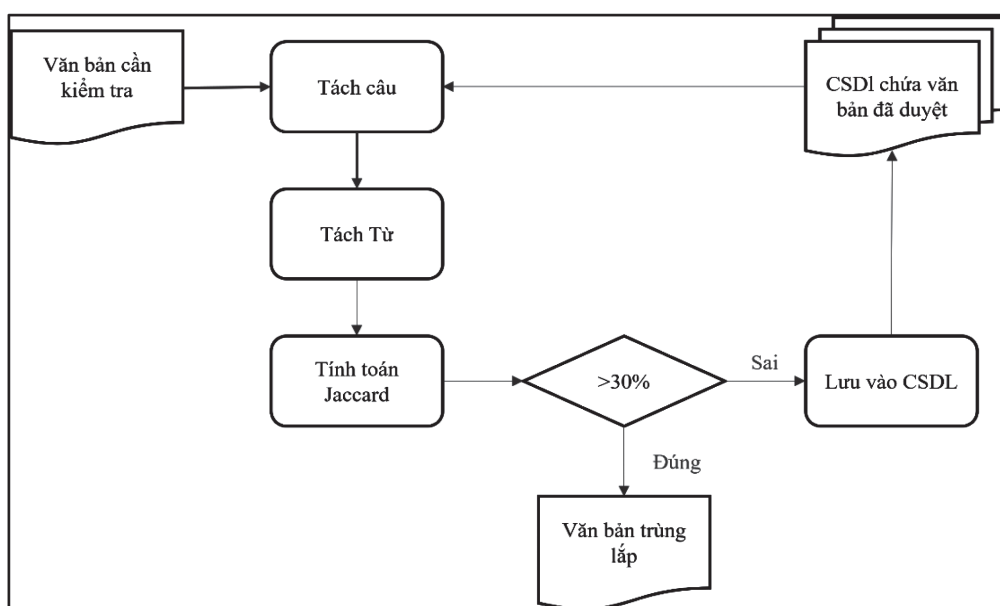 Văn bản cần
kiểm tra
Tách câu
CSDl chứa văn
bản đã duyệt
Tách Từ
Tính toán
Jaccard
>30%
Sai
Lưu vào CSDL
Đúng
Văn bản trùng
lắp